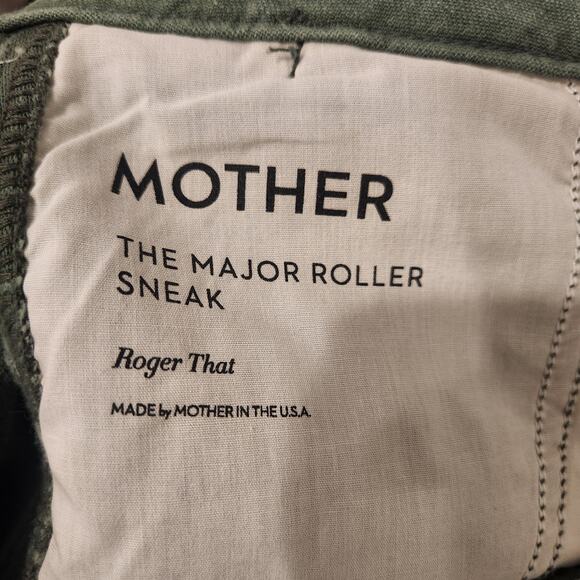 MOTHER
THE MAJOR ROLLER
SNEAK
Roger That
MADE by MOTHER IN THE U.S.A.